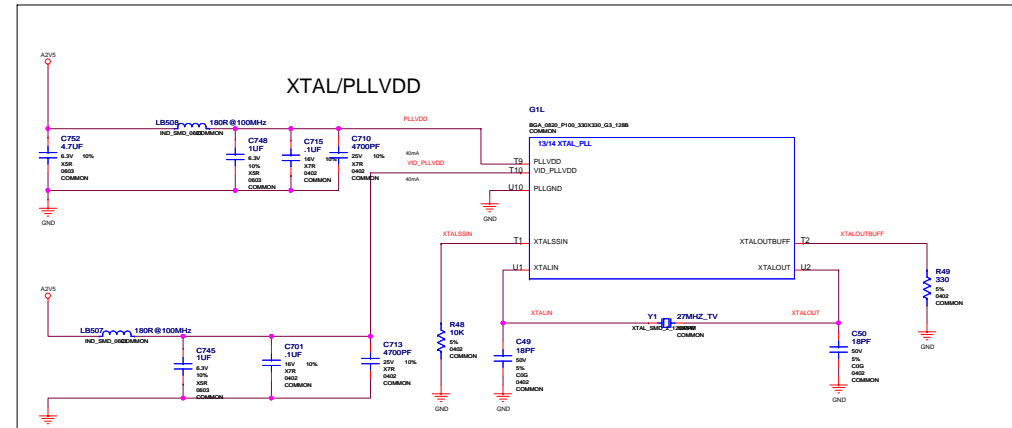 XTAL/PLLVDD
A2V5
LB508
180R@100MHz
IND_SMD_0603
COMMON
C752
4.7UF
6.3V 10%
X5R
0603
COMMON
GND
C748
1UF
6.3V
10%
X5R
0603
COMMON
C715
.1UF
16V 10%
X7R
0402
COMMON
C710
4700PF
25V 10%
X7R
0402
COMMON
PLLVDD
40mA
VID_PLLVDD
40mA
G1L
BGA_0820_P100_330X330_G3_128B
COMMON
13/14 XTAL_PLL
T9 PLLVDD
T10 VID_PLLVDD
U10 PLLGND
GND
XTALSSIN
T1 XTALSSIN
U1 XTALIN
XTALOUTBUFF T2
XTALOUTBUFF
XTALOUT U2
R49
330
5%
0402
COMMON
GND
A2V5
LB507
180R@100MHz
IND_SMD_0603
COMMON
C745
1UF
6.3V
10%
X5R
0603
COMMON
C701
.1UF
16V 10%
X7R
0402
COMMON
C713
4700PF
25V 10%
X7R
0402
COMMON
R48
10K
5%
0402
COMMON
GND
XTALIN
Y1
27MHZ_TV
COMMON
XTALOUT
C49
18PF
50V
5%
C0G
0402
COMMON
GND
C50
18PF
50V
5%
C0G
0402
COMMON
GND